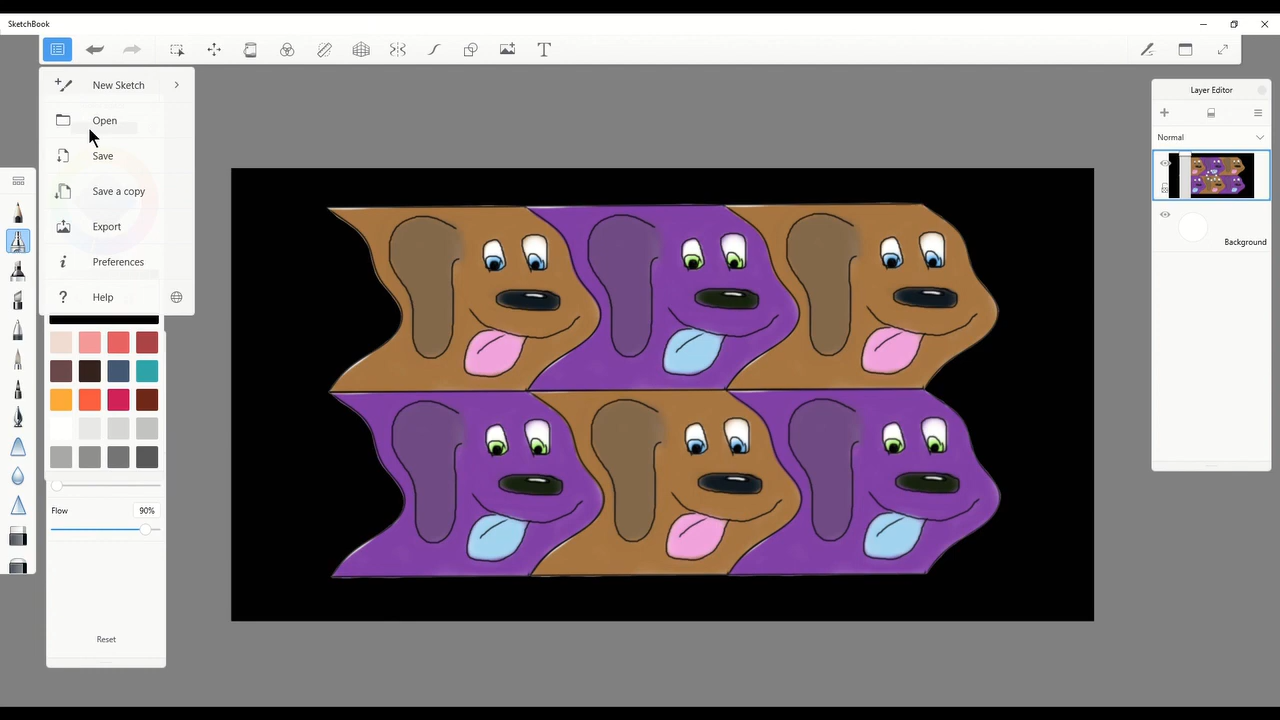 SketchBook
New Sketch
Open
Save
Save a copy
Export
Preferences
Help
Flow 90%
Reset
Layer Editor
Normal
Background